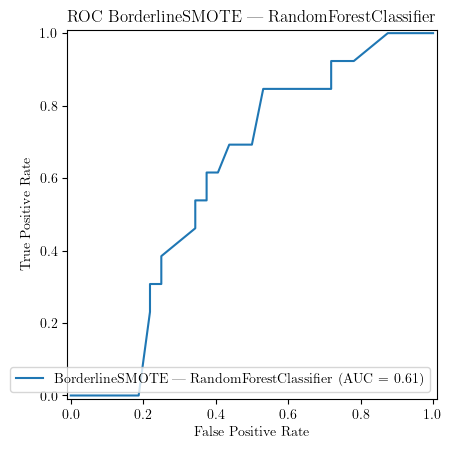 ROC BorderlineSMOTE — RandomForestClassifier
1.0
0.8
0.6
0.4
0.2
0.0
True Positive Rate
BorderlineSMOTE — RandomForestClassifier (AUC = 0.61)
0.0 0.2 0.4 0.6 0.8 1.0
False Positive Rate